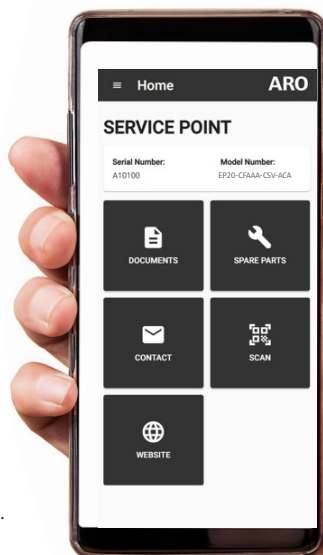 Home
ARO
SERVICE POINT
Serial Number:
Model Number:
A10100
EP20-CFAAA-CSV-ACA
DOCUMENTS
SPARE PARTS
CONTACT
SCAN
WEBSITE
.